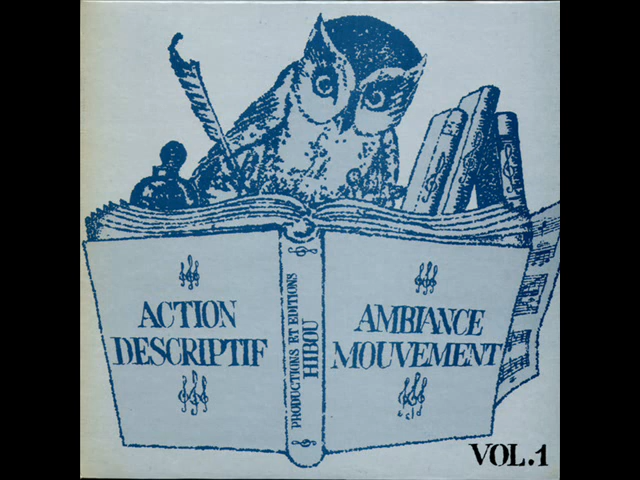 ACTION
DESCRIPTIF
PRODUCTIONS ET EDITIONS
HIBOU
AMBIANCE
MOUVEMENT
VOL.1